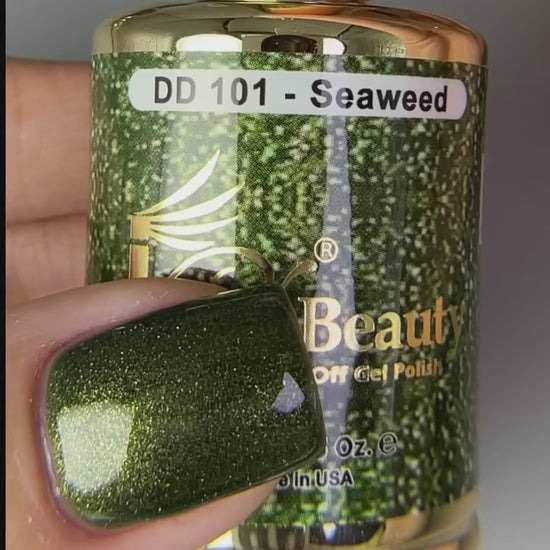 DD 101 - Seaweed
®
Beauty
Off Gel Polish
Oz. e
In USA